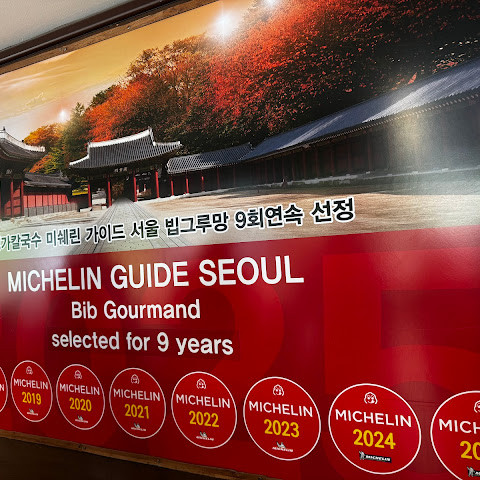 가칼국수 미쉐린 가이드 서울 빕그루망 9회연속 선정
MICHELIN GUIDE SEOUL
Bib Gourmand
selected for 9 years
MICHELIN
2019
MICHELIN
2020
MICHELIN
2021
MICHELIN
2022
MICHELIN
2023
MICHELIN
2024
MICHELIN